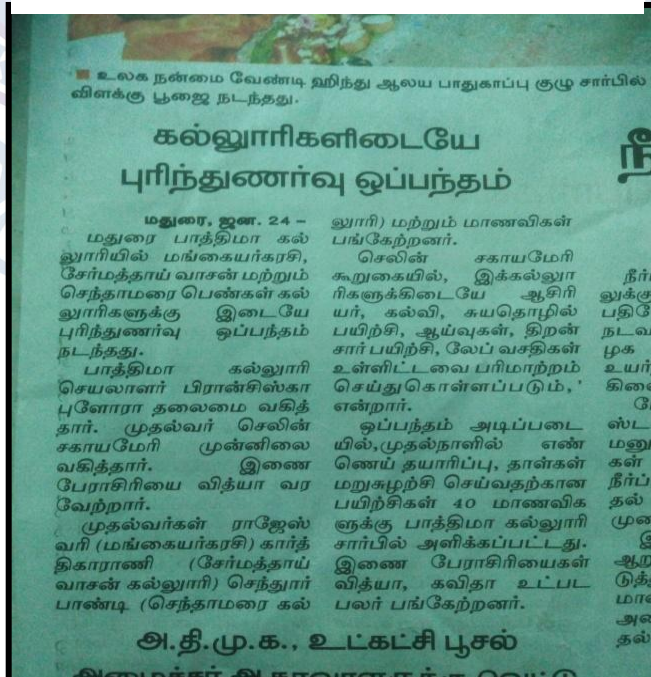 உலக நன்மை வேண்டி ஹிந்து ஆலய பாதுகாப்பு குழு சார்பில்
விளக்கு பூஜை நடந்தது.
கல்லூரிகளிடையே
புரிந்துணர்வு ஒப்பந்தம்
மதுரை, ஜன. 24 –
மதுரை பாத்திமா கல்
லூரியில் மங்கையர்கரசி,
சேர்மத்தாய் வாசன் மற்றும்
செந்தாமரை பெண்கள் கல்
லூரிகளுக்கு இடையே
புரிந்துணர்வு ஒப்பந்தம்
நடந்தது.
பாத்திமா கல்லூரி
செயலாளர் பிரான்சிஸ்கா
புளோரா தலைமை வகித்
தார். முதல்வர் செலின்
சகாயமேரி முன்னிலை
வகித்தார். இணை
பேராசிரியை வித்யா வர
வேற்றார்.
முதல்வர்கள் ராஜேஸ்
வரி (மங்கையர்கரசி) கார்த்
திகாராணி (சேர்மத்தாய்
வாசன் கல்லூரி) செந்தூர்
பாண்டி (செந்தாமரை கல்
லூரி) மற்றும் மாணவிகள்
பங்கேற்றனர்.
செலின் சகாயமேரி
கூறுகையில், இக்கல்லூா
ரிகளுக்கிடையே ஆசிரி
யர், கல்வி, சுயதொழில்
பயிற்சி, ஆய்வுகள், திறன்
சார் பயிற்சி, லேப் வசதிகள்
உள்ளிட்டவை பரிமாற்றம்
செய்துகொள்ளப்படும்,'
என்றார்.
ஒப்பந்தம் அடிப்படை
யில்,முதல்நாளில் எண்
ணெய் தயாரிப்பு, தாள்கள்
மறுசுழற்சி செய்வதற்கான
பயிற்சிகள் 40 மாணவிக
ளுக்கு பாத்திமா கல்லூரி
சார்பில் அளிக்கப்பட்டது.
இணை பேராசிரியைகள்
வித்யா, கவிதா உட்பட
பலர் பங்கேற்றனர்.
அ.தி.மு.க., உட்கட்சி பூசல்